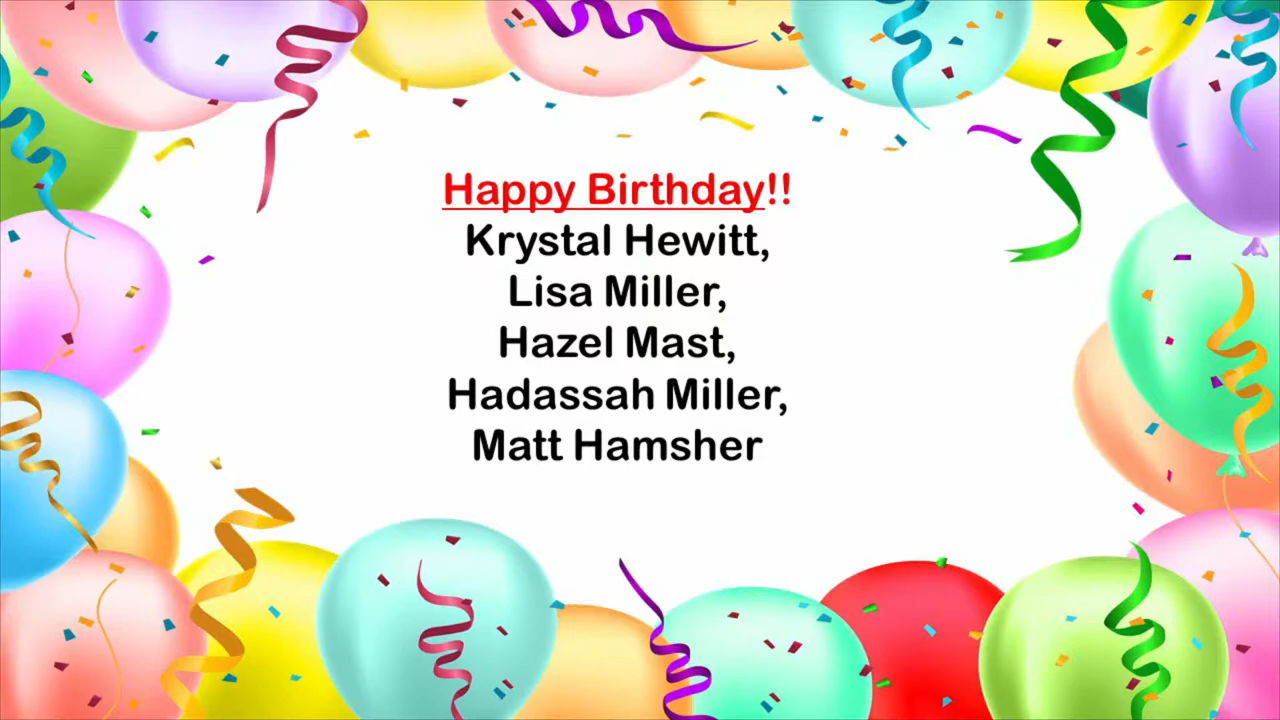 Happy Birthday!!
Krystal Hewitt,
Lisa Miller,
Hazel Mast,
Hadassah Miller,
Matt Hamsher